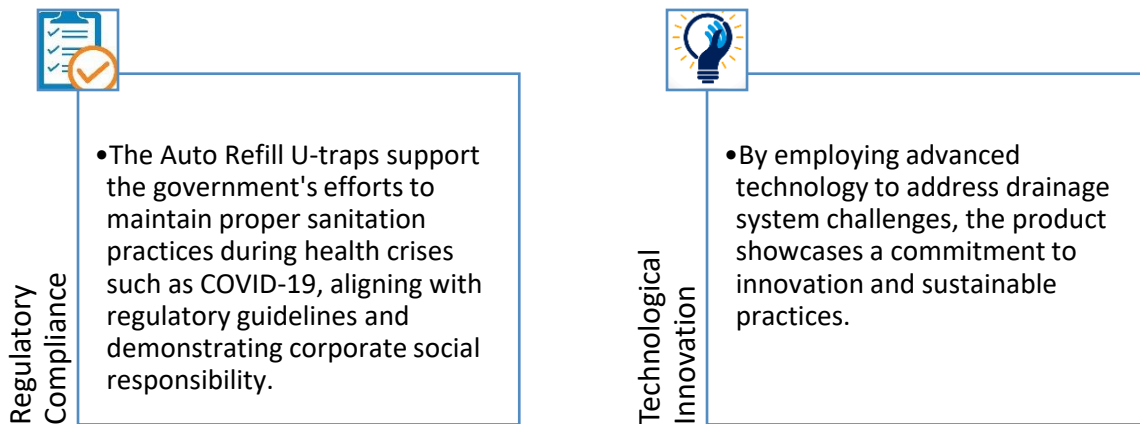 Regulatory
Compliance
•The Auto Refill U-traps support
the government's efforts to
maintain proper sanitation
practices during health crises
such as COVID-19, aligning with
regulatory guidelines and
demonstrating corporate social
responsibility.
Technological
Innovation
•By employing advanced
technology to address drainage
system challenges, the product
showcases a commitment to
innovation and sustainable
practices.